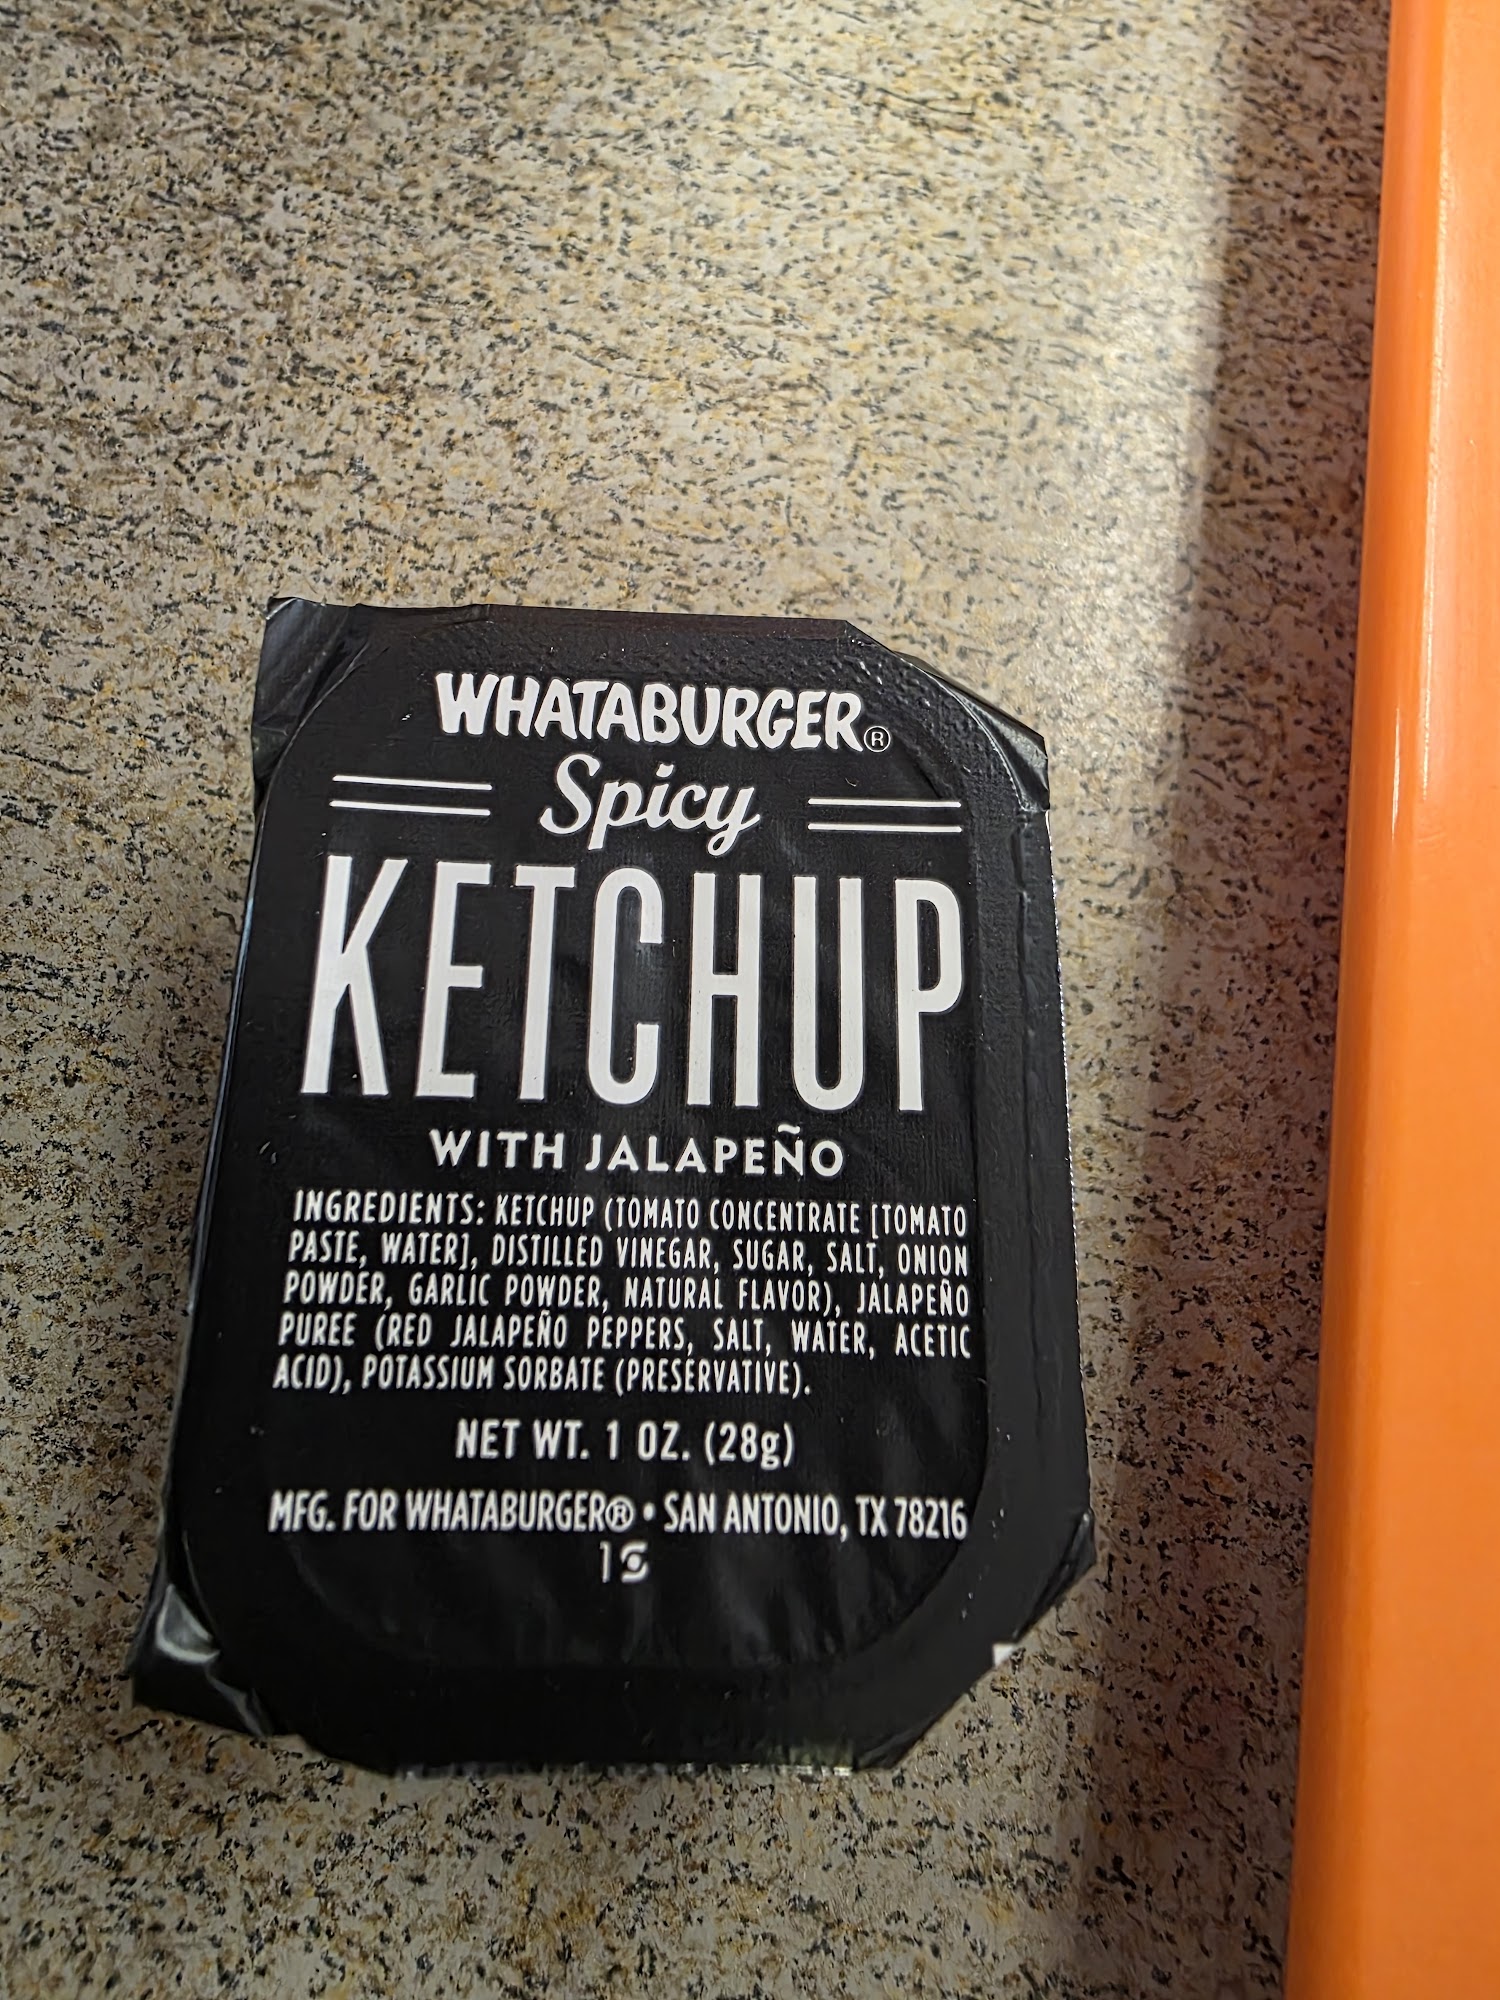 WHATABURGER®
Spicy
KETCHUP
WITH JALAPEÑO
INGREDIENTS: KETCHUP (TOMATO CONCENTRATE [TOMATO
PASTE, WATER], DISTILLED VINEGAR, SUGAR, SALT, ONION
POWDER, GARLIC POWDER, NATURAL FLAVOR), JALAPEÑO
PUREE (RED JALAPEÑO PEPPERS, SALT, WATER, ACETIC
ACID), POTASSIUM SORBATE (PRESERVATIVE).
NET WT. 1 OZ. (28g)
MFG. FOR WHATABURGER® • SAN ANTONIO, TX 78216